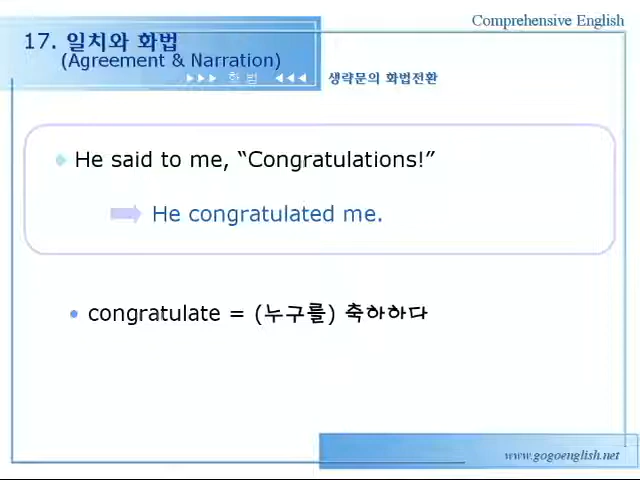 Comprehensive English
17. 일치와 화법
(Agreement & Narration)
▶▶▶ 화 법 ◀◀◀
생략문의 화법전환
He said to me, “Congratulations!”
He congratulated me.
congratulate = (누구를) 축하하다
www.gogoenglish.net